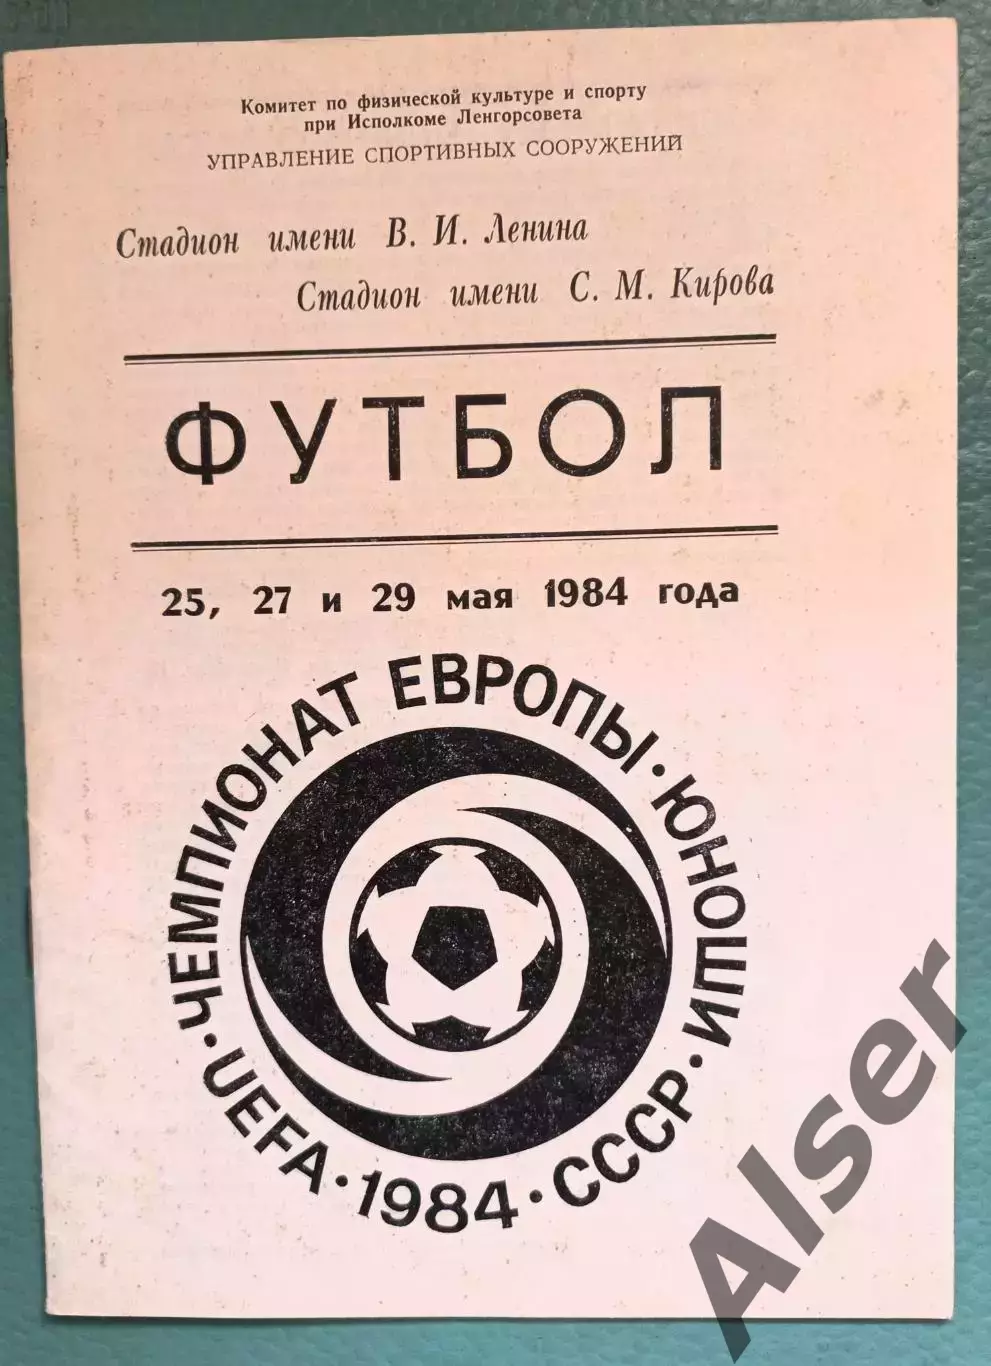 Комитет по физической культуре и спорту
при Исполкоме Ленгорсовета
УПРАВЛЕНИЕ СПОРТИВНЫХ СООРУЖЕНИЙ
Стадион имени В. И. Ленина
Стадион имени С. М. Кирова
ФУТБОЛ
25, 27 и 29 мая 1984 года
ЧЕМПИОНАТ ЕВРОПЫ · ЮНОШИ ·
UEFA · 1984 · СССР ·
Alser